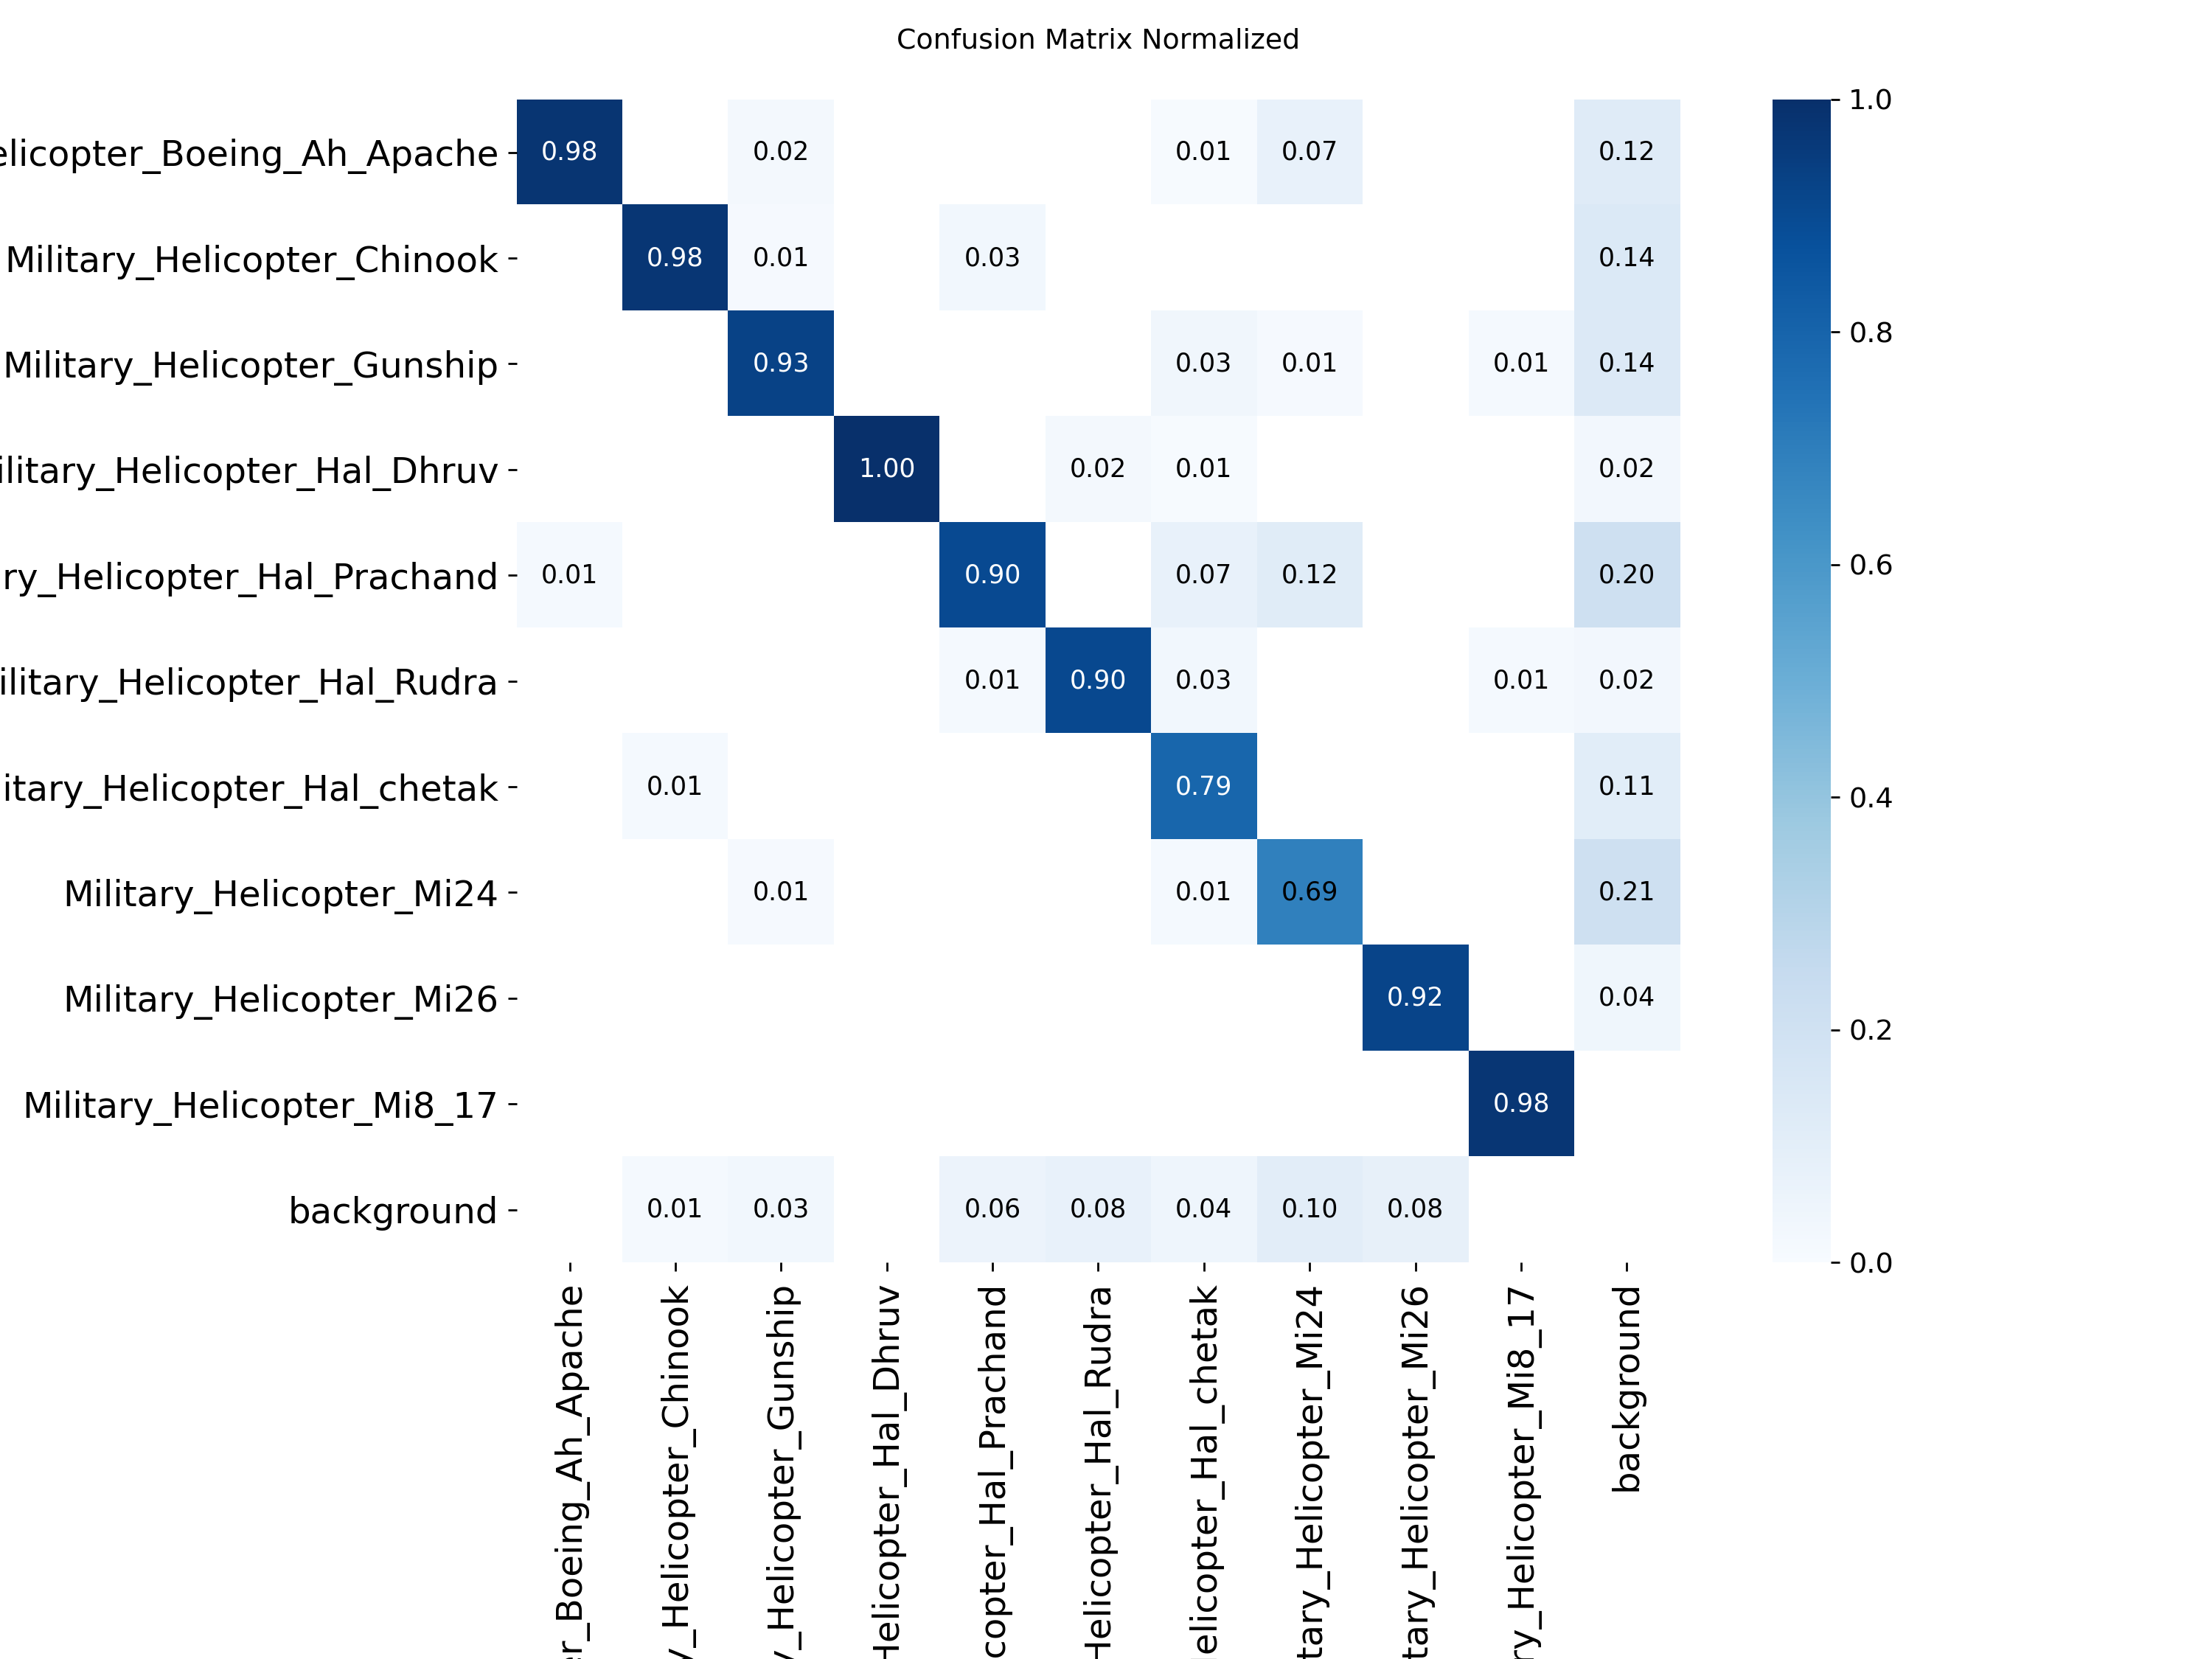 Confusion Matrix Normalized
elicopter_Boeing_Ah_Apache 0.98 0.02 0.01 0.07 0.12
Military_Helicopter_Chinook 0.98 0.01 0.03 0.14
Military_Helicopter_Gunship 0.93 0.03 0.01 0.01 0.14
ilitary_Helicopter_Hal_Dhruv 1.00 0.02 0.01 0.02
ry_Helicopter_Hal_Prachand 0.01 0.90 0.07 0.12 0.20
ilitary_Helicopter_Hal_Rudra 0.01 0.90 0.03 0.01 0.02
itary_Helicopter_Hal_chetak 0.01 0.79 0.11
Military_Helicopter_Mi24 0.01 0.01 0.69 0.21
Military_Helicopter_Mi26 0.92 0.04
Military_Helicopter_Mi8_17 0.98
background 0.01 0.03 0.06 0.08 0.04 0.10 0.08
er_Boeing_Ah_Apache
y_Helicopter_Chinook
y_Helicopter_Gunship
Helicopter_Hal_Dhruv
copter_Hal_Prachand
Helicopter_Hal_Rudra
elicopter_Hal_chetak
tary_Helicopter_Mi24
tary_Helicopter_Mi26
ry_Helicopter_Mi8_17
background
1.0
0.8
0.6
0.4
0.2
0.0